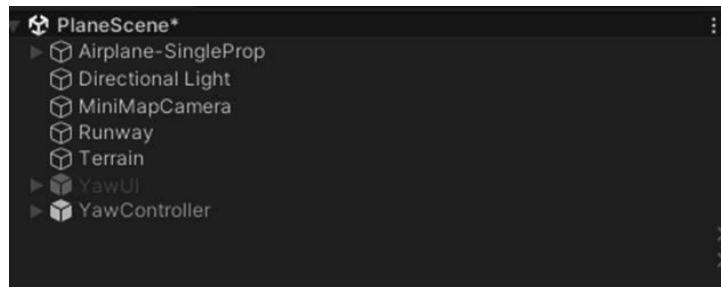 PlaneScene*
Airplane-SingleProp
Directional Light
MiniMapCamera
Runway
Terrain
YawUI
YawController